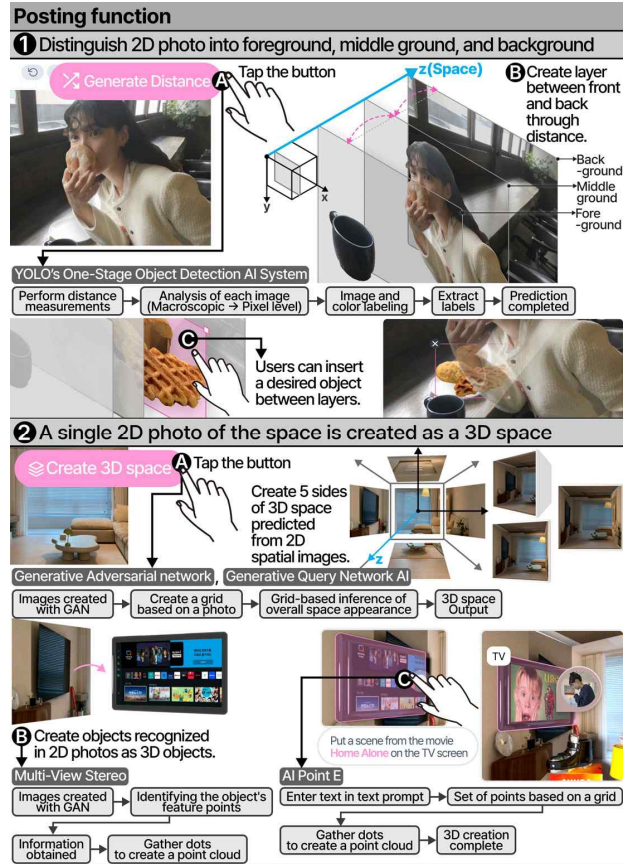 Posting function
1 Distinguish 2D photo into foreground, middle ground, and background
Generate Distance
A
Tap the button
z(Space)
x
y
B Create layer
between front
and back
through
distance.
Back
-ground
Middle
ground
Fore
-ground
YOLO's One-Stage Object Detection AI System
Perform distance
measurements
Analysis of each image
(Macroscopic → Pixel level)
Image and
color labeling
Extract
labels
Prediction
completed
C
Users can insert
a desired object
between layers.
2 A single 2D photo of the space is created as a 3D space
Create 3D space
A
Tap the button
Create 5 sides
of 3D space
predicted
from 2D
spatial images.
z
Generative Adversarial network, Generative Query Network AI
Images created
with GAN
Create a grid
based on a photo
Grid-based inference of
overall space appearance
3D space
Output
B Create objects recognized
in 2D photos as 3D objects.
C
Put a scene from the movie
Home Alone on the TV screen
TV
Multi-View Stereo
Images created
with GAN
Identifying the object's
feature points
Information
obtained
Gather dots
to create a point cloud
AI Point E
Enter text in text prompt
Set of points based on a grid
Gather dots
to create a point cloud
3D creation
complete